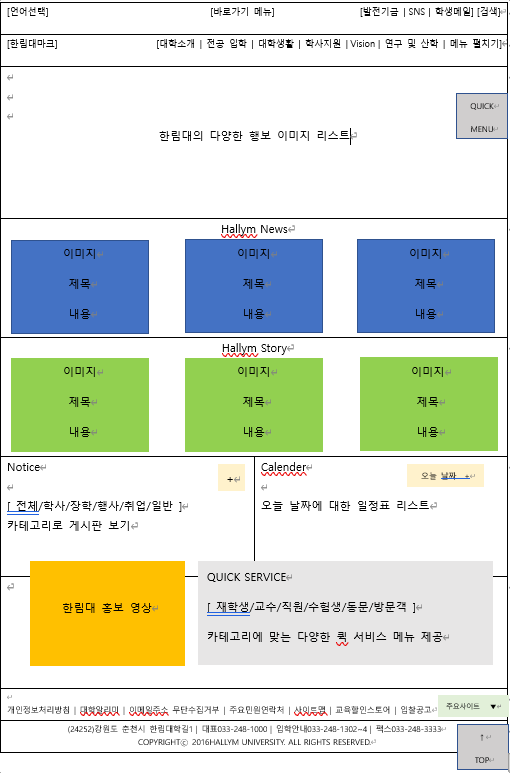 [언어선택] [바로가기 메뉴] [발전기금 | SNS | 학생메일] [검색]
[한림대마크] [대학소개 | 전공 입학 | 대학생활 | 학사지원 |Vision | 연구 및 산학 | 메뉴 펼치기]
QUICK
MENU
한림대의 다양한 행보 이미지 리스트
Hallym News
이미지 이미지 이미지
제목 제목 제목
내용 내용 내용
Hallym Story
이미지 이미지 이미지
제목 제목 제목
내용 내용 내용
Notice
+
[ 전체/학사/장학/행사/취업/일반 ]
카테고리로 게시판 보기
Calender
오늘 날짜 +
오늘 날짜에 대한 일정표 리스트
한림대 홍보 영상
QUICK SERVICE
[ 재학생/교수/직원/수험생/동문/방문객 ]
카테고리에 맞는 다양한 퀵 서비스 메뉴 제공
개인정보처리방침 | 대학알리미 | 이메일주소 무단수집거부 | 주요민원연락처 | 사이트맵 | 교육할인스토어 | 입찰공고
주요사이트 ▼
(24252)강원도 춘천시 한림대학길1 | 대표033-248-1000 | 입학안내033-248-1302~4 | 팩스033-248-3333
COPYRIGHTⓒ 2016HALLYM UNIVERSITY. ALL RIGHTS RESERVED.
↑
TOP